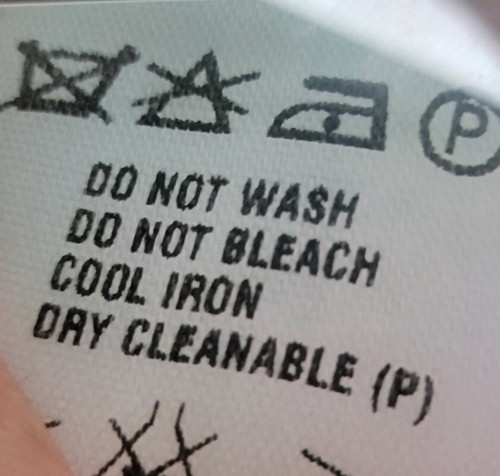 P
DO NOT WASH
DO NOT BLEACH
COOL IRON
DRY CLEANABLE (P)